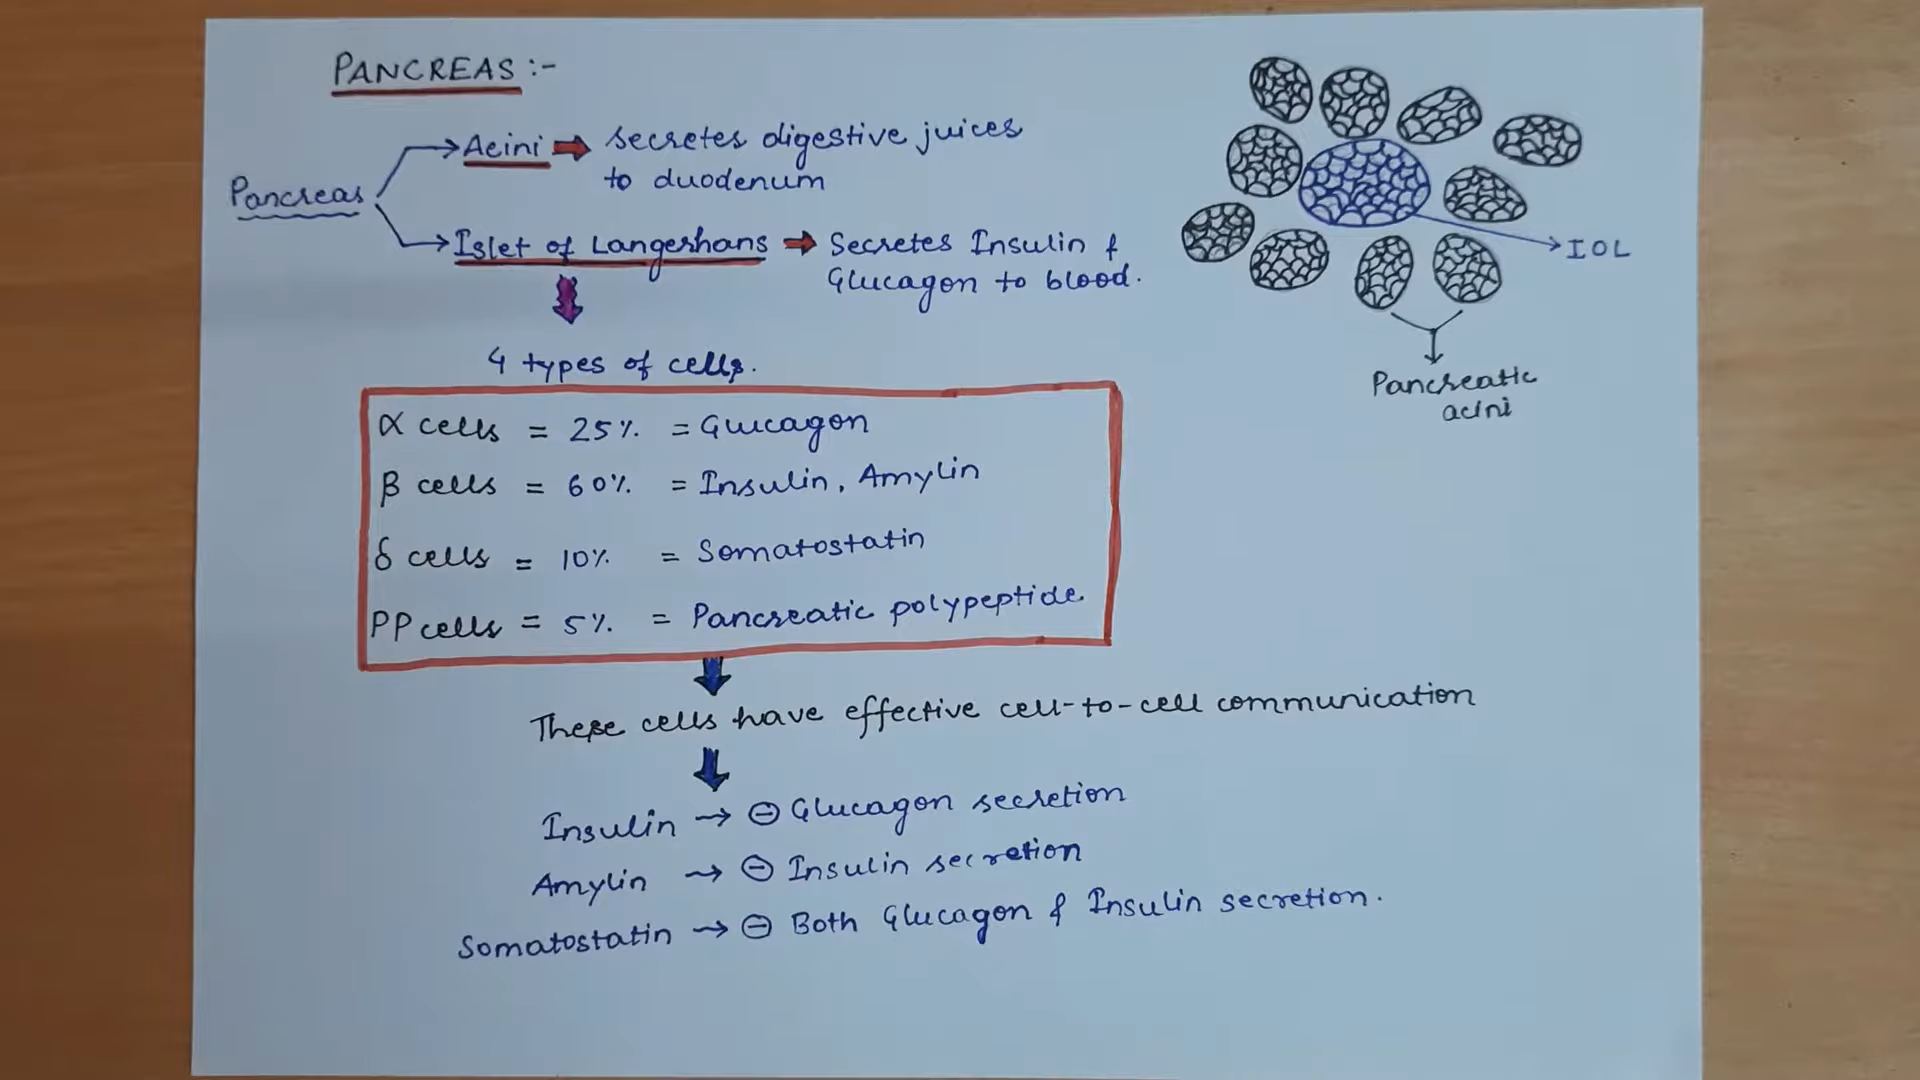 PANCREAS :-
Pancreas
Acini
secretes digestive juices
to duodenum
Islet of Langerhans
Secretes Insulin &
Glucagon to blood.
4 types of cells.
α cells = 25% = Glucagon
β cells = 60% = Insulin, Amylin
δ cells = 10% = Somatostatin
PP cells = 5% = Pancreatic polypeptide
These cells have effective cell-to-cell communication
Insulin → ⊖ Glucagon secretion
Amylin → ⊖ Insulin secretion
Somatostatin → ⊖ Both Glucagon & Insulin secretion.
IOL
Pancreatic
acini